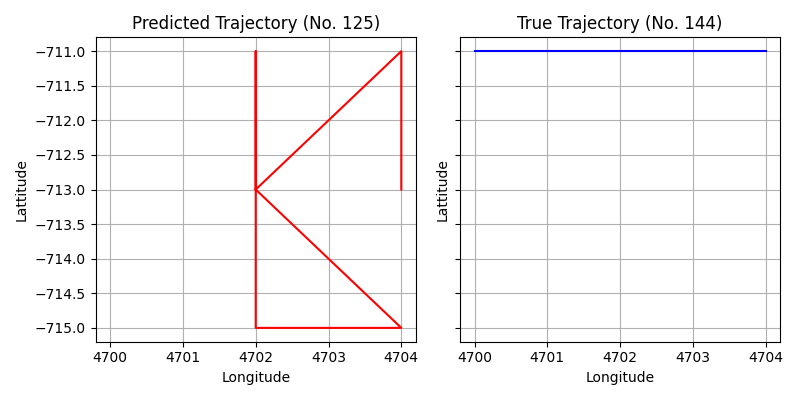 Predicted Trajectory (No. 125)
True Trajectory (No. 144)
Lattitude
−711.0
−711.5
−712.0
−712.5
−713.0
−713.5
−714.0
−714.5
−715.0
4700 4701 4702 4703 4704
Longitude
Lattitude
4700 4701 4702 4703 4704
Longitude